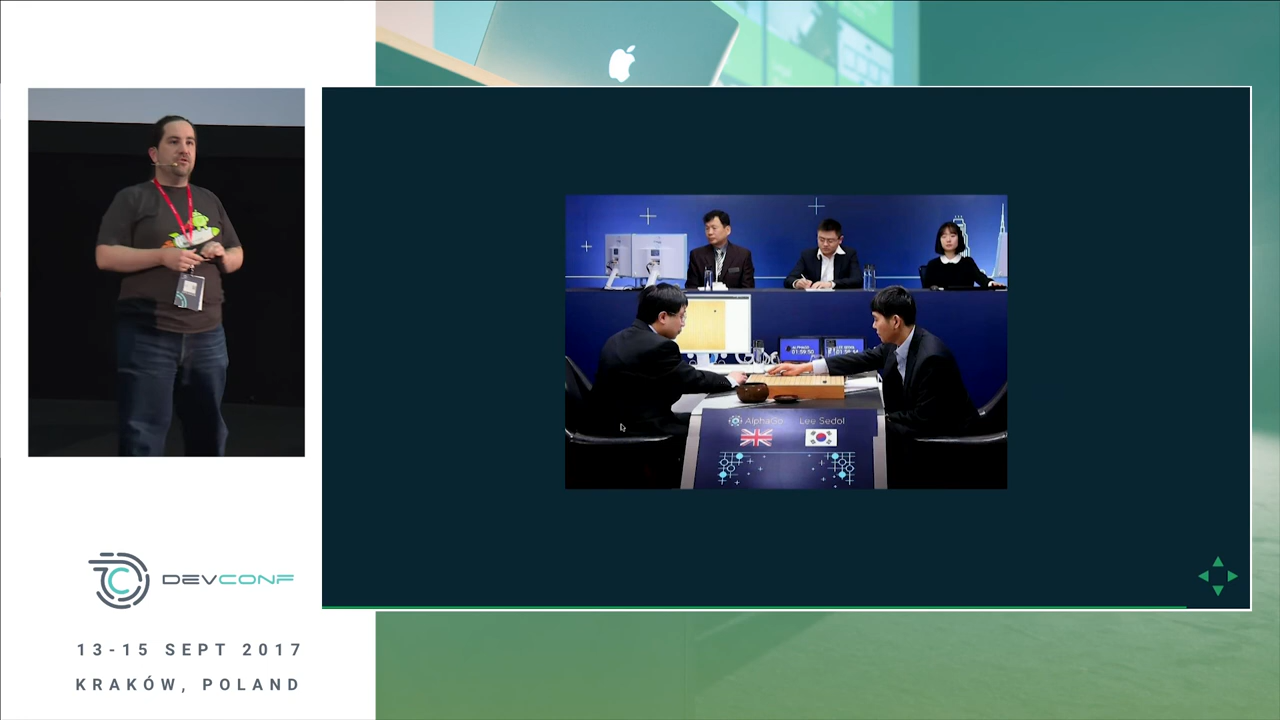 AlphaGo
Lee Sedol
DEVCONF
13-15 SEPT 2017
KRAKÓW, POLAND